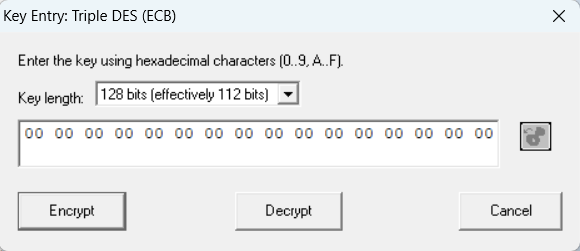 Key Entry: Triple DES (ECB)
Enter the key using hexadecimal characters (0..9, A..F).
Key length: 128 bits (effectively 112 bits)
00 00 00 00 00 00 00 00 00 00 00 00 00 00 00 00
Encrypt Decrypt Cancel